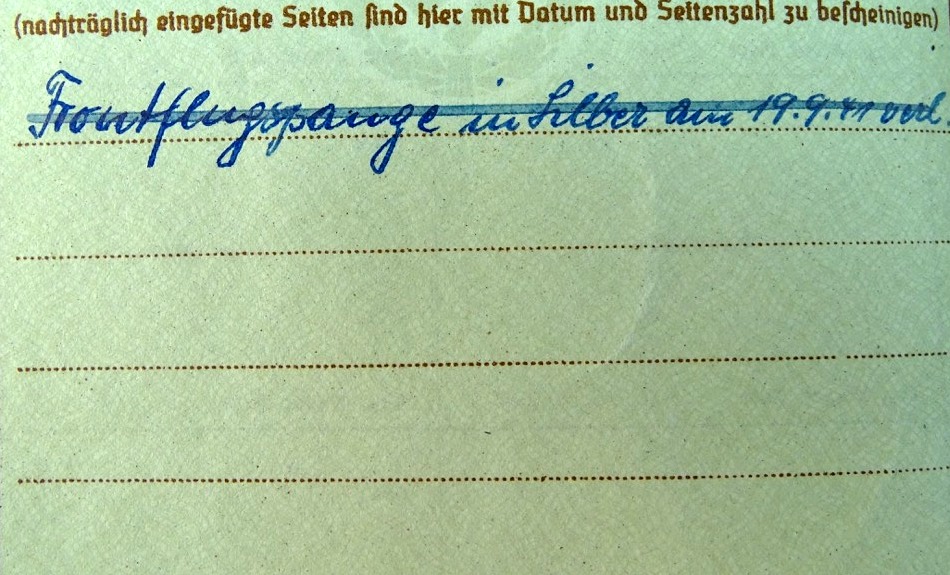 (nachträglich eingefügte Seiten sind hier mit Datum und Seitenzahl zu bescheinigen)
Frontflugspange in Silber am 19.9.41 verl.